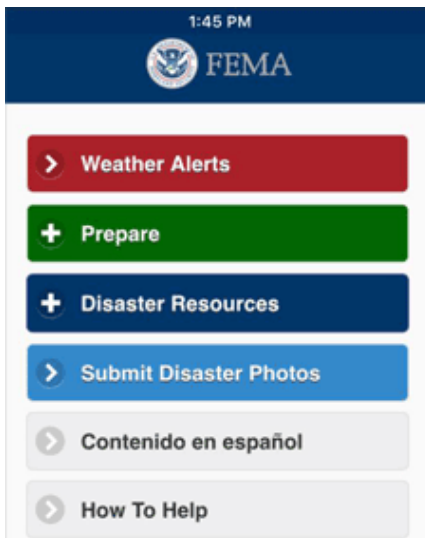 1:45 PM
FEMA
Weather Alerts
Prepare
Disaster Resources
Submit Disaster Photos
Contenido en español
How To Help